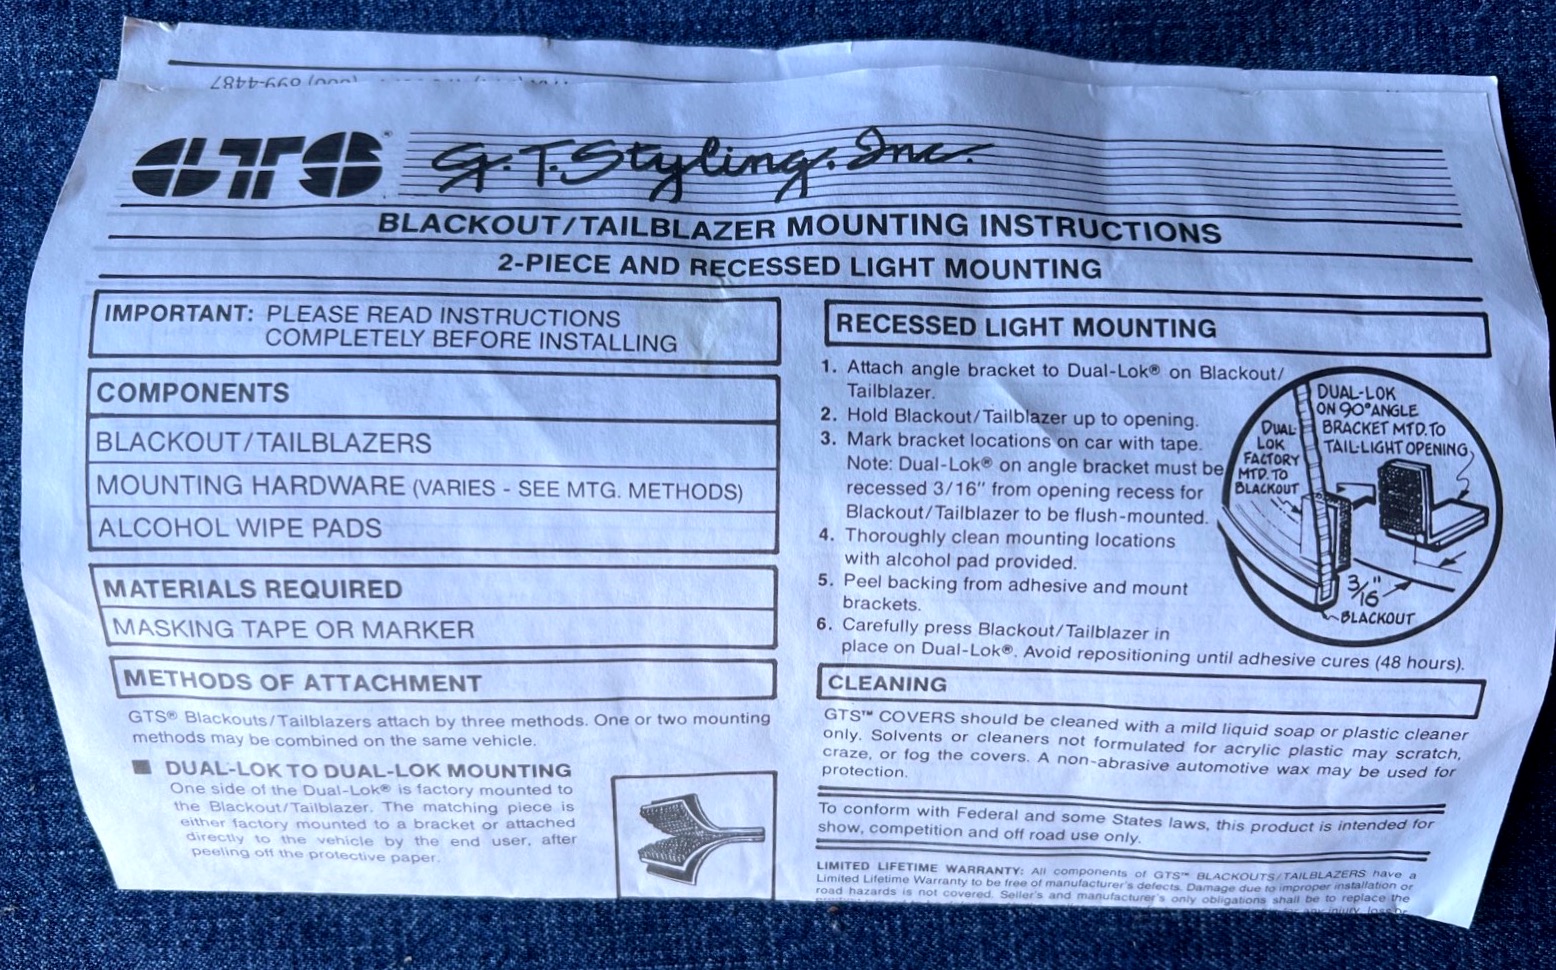 (000) 699-4487
GTS®
G.T. Styling, Inc.
BLACKOUT/TAILBLAZER MOUNTING INSTRUCTIONS
2-PIECE AND RECESSED LIGHT MOUNTING
IMPORTANT: PLEASE READ INSTRUCTIONS
COMPLETELY BEFORE INSTALLING
COMPONENTS
BLACKOUT/TAILBLAZERS
MOUNTING HARDWARE (VARIES - SEE MTG. METHODS)
ALCOHOL WIPE PADS
MATERIALS REQUIRED
MASKING TAPE OR MARKER
METHODS OF ATTACHMENT
GTS® Blackouts/Tailblazers attach by three methods. One or two mounting
methods may be combined on the same vehicle.
■ DUAL-LOK TO DUAL-LOK MOUNTING
One side of the Dual-Lok® is factory mounted to
the Blackout/Tailblazer. The matching piece is
either factory mounted to a bracket or attached
directly to the vehicle by the end user, after
peeling off the protective paper.
RECESSED LIGHT MOUNTING
1. Attach angle bracket to Dual-Lok® on Blackout/
Tailblazer.
2. Hold Blackout/Tailblazer up to opening.
3. Mark bracket locations on car with tape.
Note: Dual-Lok® on angle bracket must be
recessed 3/16" from opening recess for
Blackout/Tailblazer to be flush-mounted.
4. Thoroughly clean mounting locations
with alcohol pad provided.
5. Peel backing from adhesive and mount
brackets.
6. Carefully press Blackout/Tailblazer in
place on Dual-Lok®. Avoid repositioning until adhesive cures (48 hours).
DUAL-LOK
ON 90° ANGLE
BRACKET MTD. TO
TAIL-LIGHT OPENING
DUAL
LOK
FACTORY
MTD. TO
BLACKOUT
3/16"
BLACKOUT
CLEANING
GTS™ COVERS should be cleaned with a mild liquid soap or plastic cleaner
only. Solvents or cleaners not formulated for acrylic plastic may scratch,
craze, or fog the covers. A non-abrasive automotive wax may be used for
protection.
To conform with Federal and some States laws, this product is intended for
show, competition and off road use only.
LIMITED LIFETIME WARRANTY: All components of GTS™ BLACKOUTS/TAILBLAZERS have a
Limited Lifetime Warranty to be free of manufacturer's defects. Damage due to improper installation or
road hazards is not covered. Seller's and manufacturer's only obligations shall be to replace the
for any injury, loss or